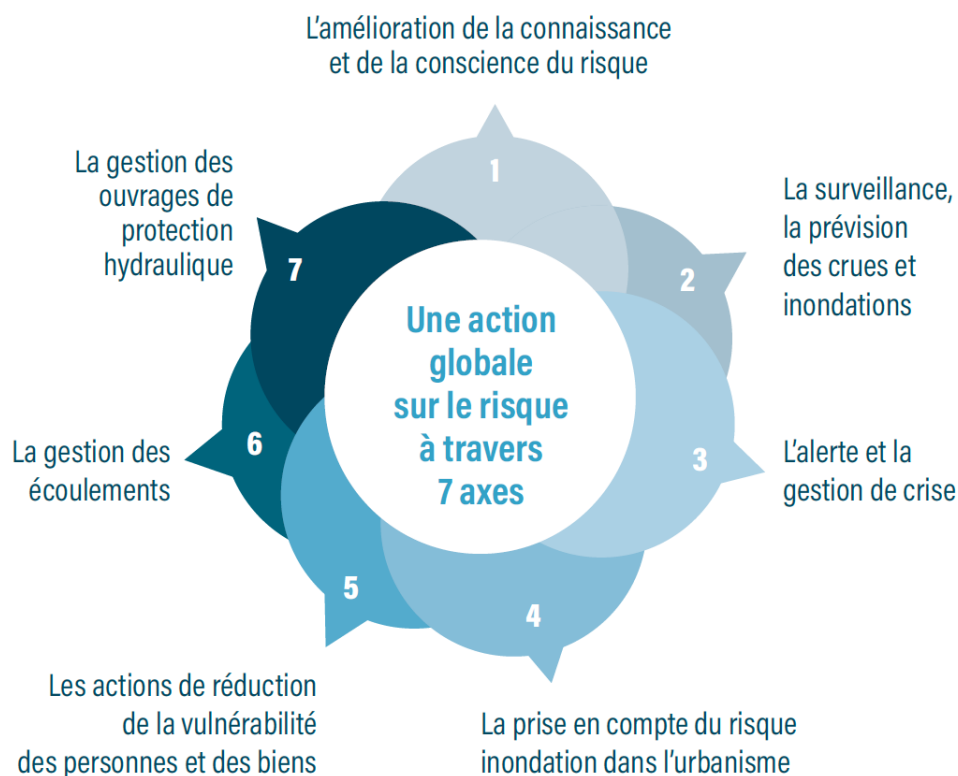 L'amélioration de la connaissance
et de la conscience du risque
1
La surveillance,
la prévision
des crues et
inondations
2
L'alerte et la
gestion de crise
3
La prise en compte du risque
inondation dans l'urbanisme
4
Les actions de réduction
de la vulnérabilité
des personnes et des biens
5
La gestion des
écoulements
6
La gestion des
ouvrages de
protection
hydraulique
7
Une action
globale
sur le risque
à travers
7 axes